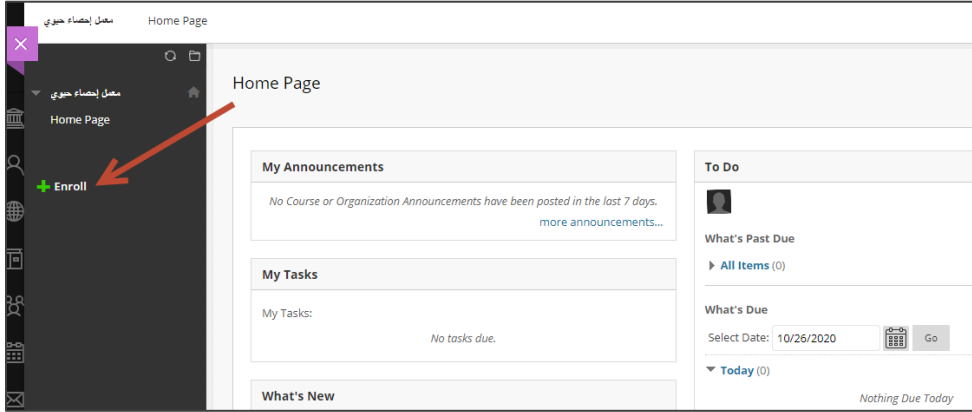 معمل إحصاء حيوي Home Page
معمل إحصاء حيوي
Home Page
Enroll
Home Page
My Announcements
No Course or Organization Announcements have been posted in the last 7 days.
more announcements...
My Tasks
My Tasks:
No tasks due.
What's New
To Do
What's Past Due
All Items (0)
What's Due
Select Date: 10/26/2020 Go
Today (0)
Nothing Due Today